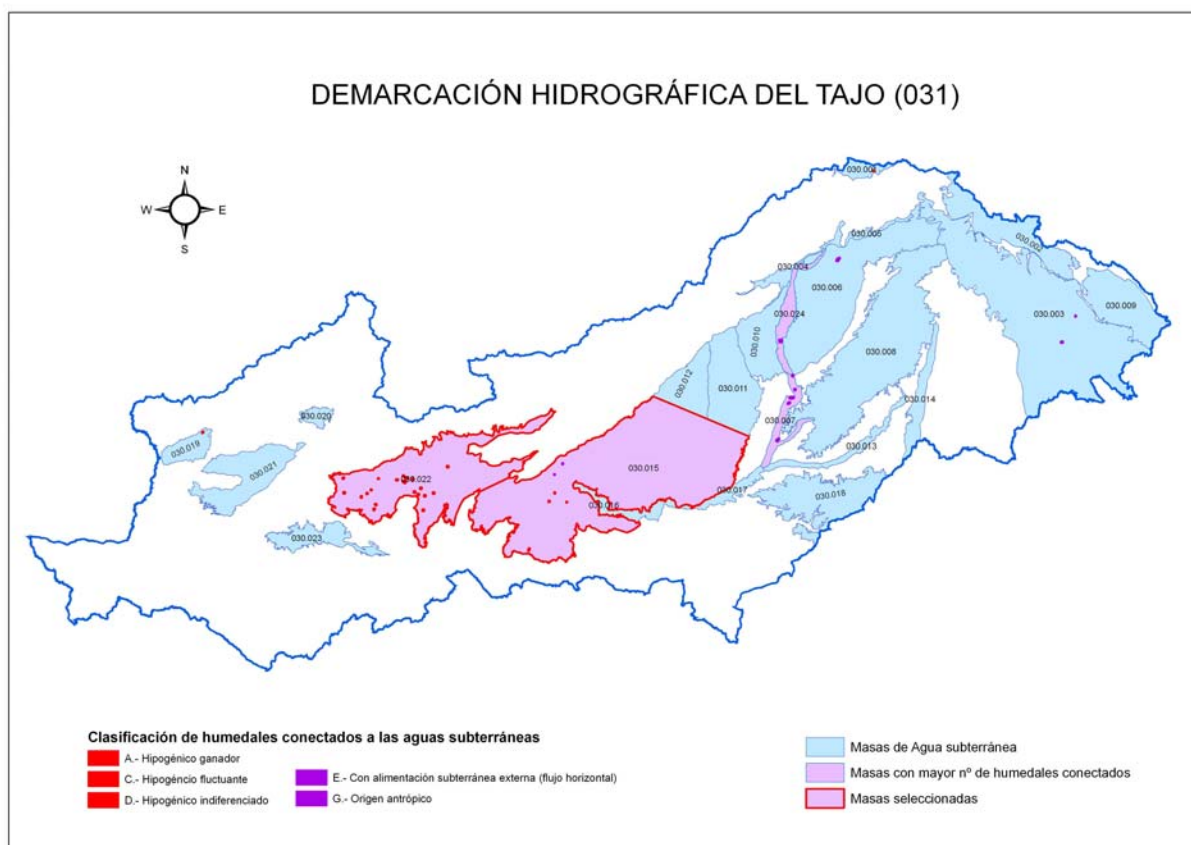 DEMARCACIÓN HIDROGRÁFICA DEL TAJO (031)
N
W
E
S
030.001
030.002
030.005
030.004
030.006
030.009
030.003
030.024
030.010
030.008
030.012
030.011
030.014
030.007
030.013
030.020
030.019
030.021
030.022
030.015
030.017
030.018
030.016
030.023
Clasificación de humedales conectados a las aguas subterráneas
A.- Hipogénico ganador
C.- Hipogéncio fluctuante
D.- Hipogénico indiferenciado
E.- Con alimentación subterránea externa (flujo horizontal)
G.- Origen antrópico
Masas de Agua subterránea
Masas con mayor nº de humedales conectados
Masas seleccionadas